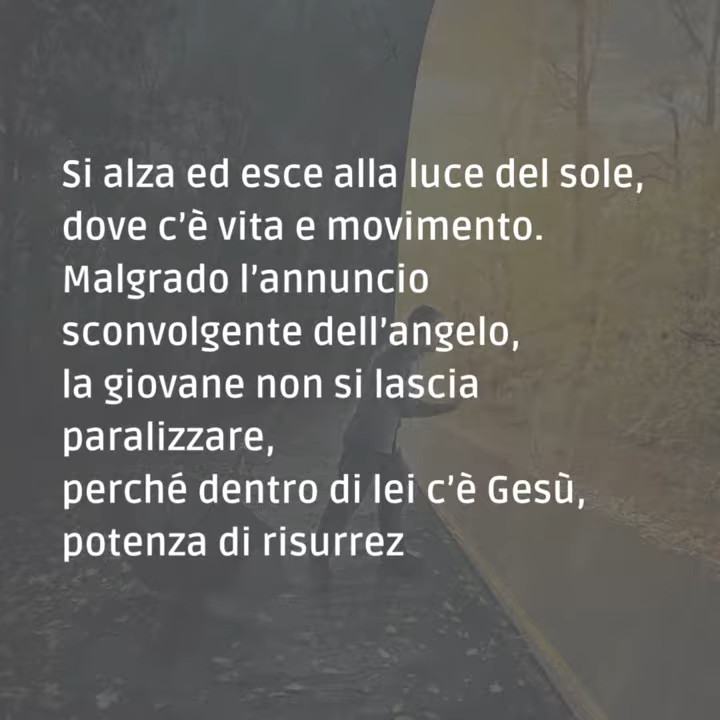 Si alza ed esce alla luce del sole,
dove c’è vita e movimento.
Malgrado l’annuncio
sconvolgente dell’angelo,
la giovane non si lascia
paralizzare,
perché dentro di lei c’è Gesù,
potenza di risurrez